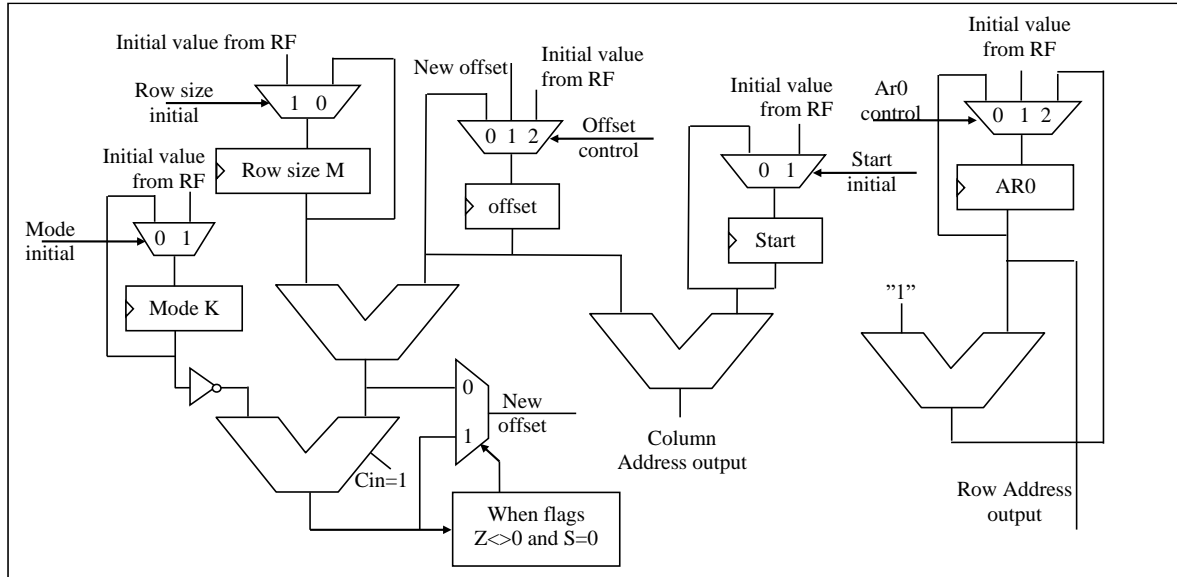 Initial value from RF
Row size
initial
1 0
Row size M
Initial value
from RF
Mode
initial
0 1
Mode K
New offset
Initial value
from RF
0 1 2
Offset
control
offset
Initial value
from RF
0 1
Start
initial
Start
Initial value
from RF
Ar0
control
0 1 2
AR0
"1"
0
1
New
offset
Cin=1
When flags
Z<>0 and S=0
Column
Address output
Row Address
output